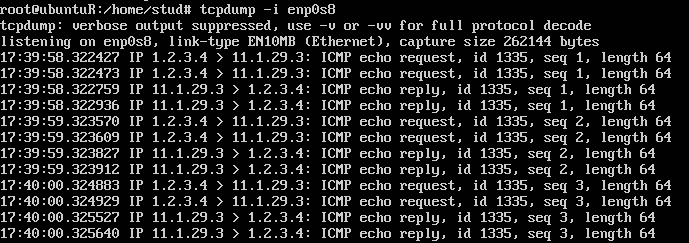 root@ubuntuR:/home/stud# tcpdump -i enp0s8
tcpdump: verbose output suppressed, use -v or -vv for full protocol decode
listening on enp0s8, link-type EN10MB (Ethernet), capture size 262144 bytes
17:39:58.322427 IP 1.2.3.4 > 11.1.29.3: ICMP echo request, id 1335, seq 1, length 64
17:39:58.322473 IP 1.2.3.4 > 11.1.29.3: ICMP echo request, id 1335, seq 1, length 64
17:39:58.322759 IP 11.1.29.3 > 1.2.3.4: ICMP echo reply, id 1335, seq 1, length 64
17:39:58.322936 IP 11.1.29.3 > 1.2.3.4: ICMP echo reply, id 1335, seq 1, length 64
17:39:59.323570 IP 1.2.3.4 > 11.1.29.3: ICMP echo request, id 1335, seq 2, length 64
17:39:59.323609 IP 1.2.3.4 > 11.1.29.3: ICMP echo request, id 1335, seq 2, length 64
17:39:59.323827 IP 11.1.29.3 > 1.2.3.4: ICMP echo reply, id 1335, seq 2, length 64
17:39:59.323912 IP 11.1.29.3 > 1.2.3.4: ICMP echo reply, id 1335, seq 2, length 64
17:40:00.324883 IP 1.2.3.4 > 11.1.29.3: ICMP echo request, id 1335, seq 3, length 64
17:40:00.324929 IP 1.2.3.4 > 11.1.29.3: ICMP echo request, id 1335, seq 3, length 64
17:40:00.325527 IP 11.1.29.3 > 1.2.3.4: ICMP echo reply, id 1335, seq 3, length 64
17:40:00.325640 IP 11.1.29.3 > 1.2.3.4: ICMP echo reply, id 1335, seq 3, length 64